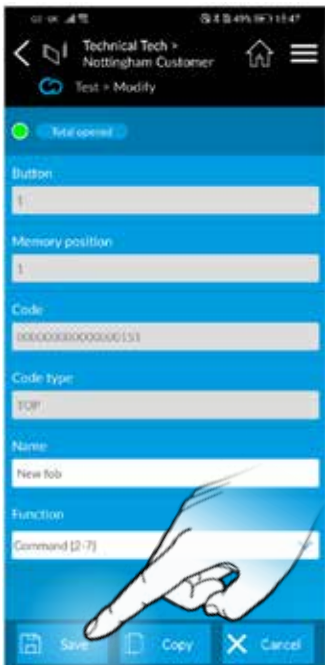 Technical Tech >
Nottingham Customer
Test > Modify
Total opened
Button
1
Memory position
1
Code
Code type
TOP
Name
New fob
Function
Command [2-7]
Save
Copy
Cancel